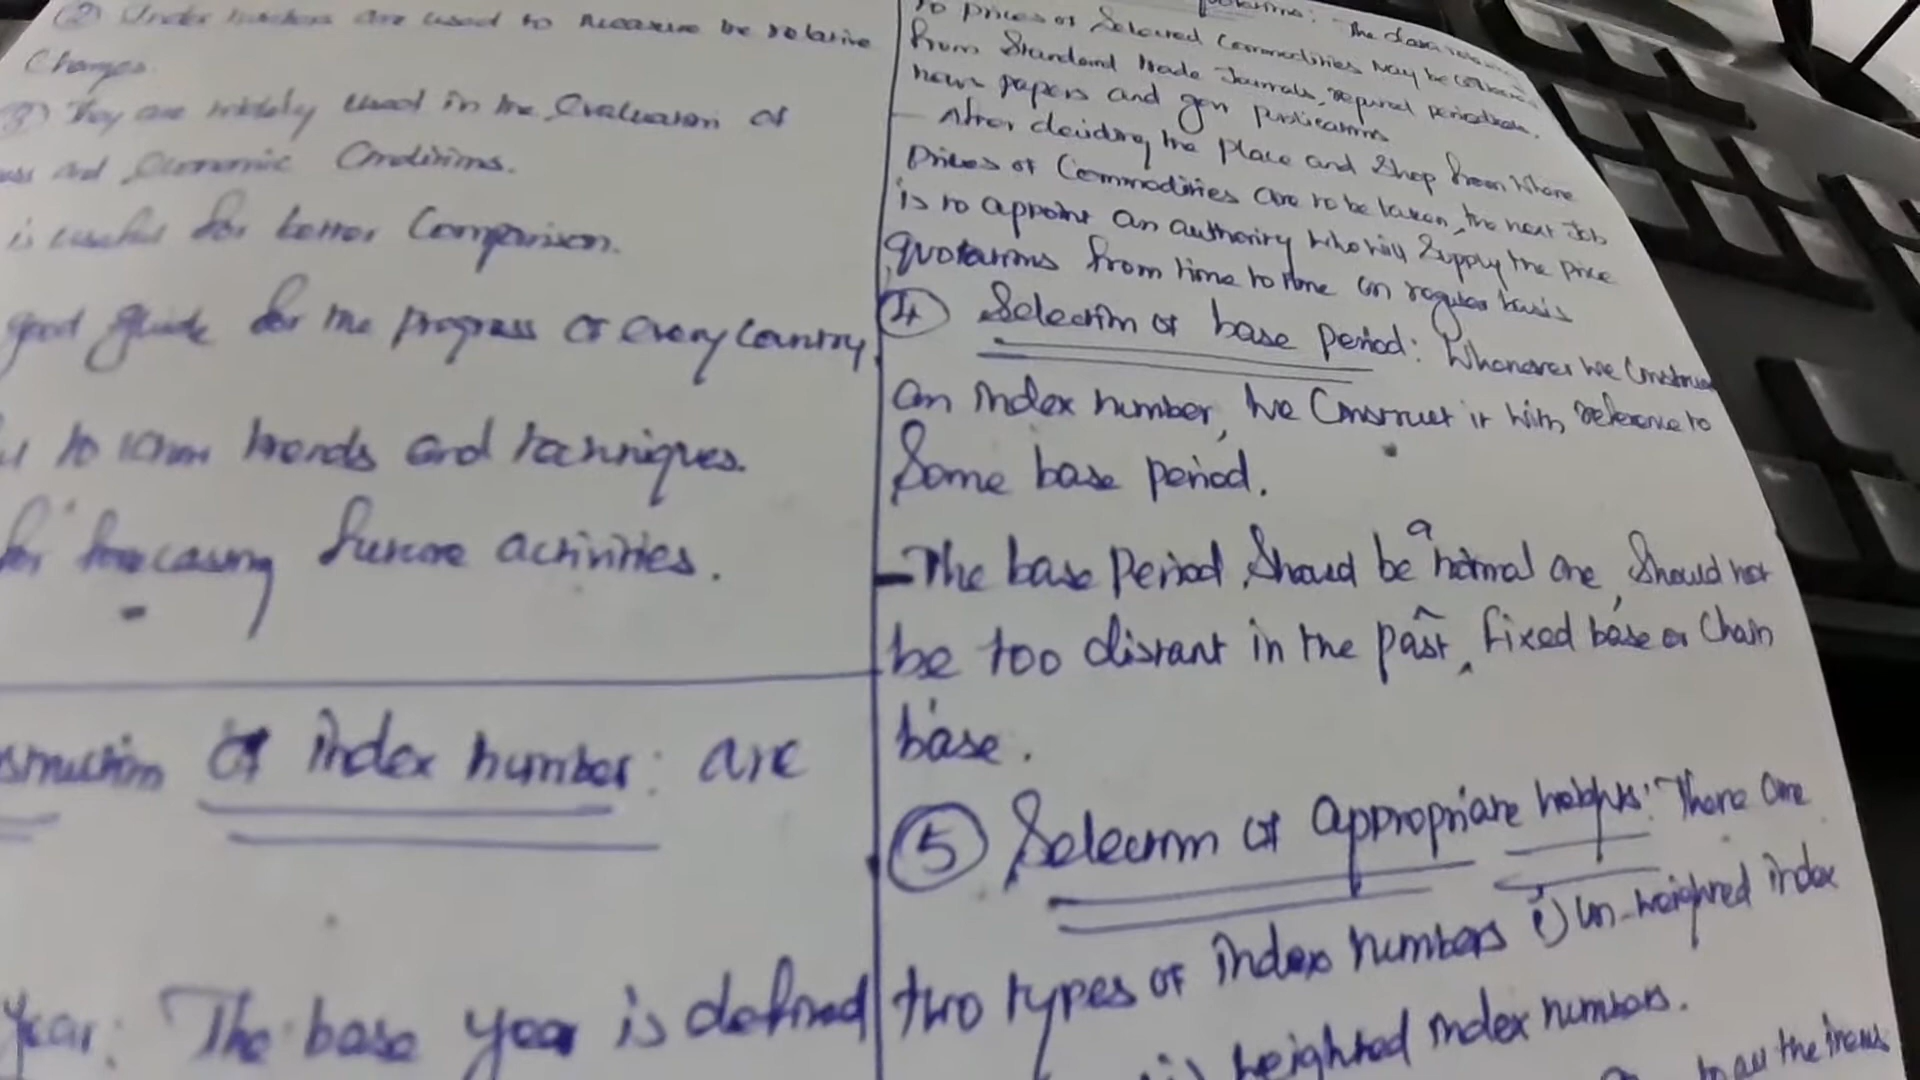 (2) Index numbers are used to measure be relative
Changes.
(3) They are widely used in the Evaluation of
and Economic Conditions.
is useful for better Comparison.
good guide for the progress of every country
to know trends and techniques.
for forecasing future activities.
of index number: are
year: The base year is defined
to prices of Selected Commodities may be
from Standard trade Journals, periodicals,
news papers and gov publications
- After deciding the place and Shop from Where
Prices of Commodities are to be taken, the next Job
is to appoint an authority who will Supply the price
quotations from time to time on regular basis
(4) Selection of base period: Whenever we Construct
an index number, we Construct it with reference to
Some base period.
- The base Period Should be a normal one, Should not
be too distant in the past, fixed base or Chain
base.
(5) Selection of appropriate weights: There are
two types of index numbers i) un-weighted index
ii) weighted index numbers.
to all the items